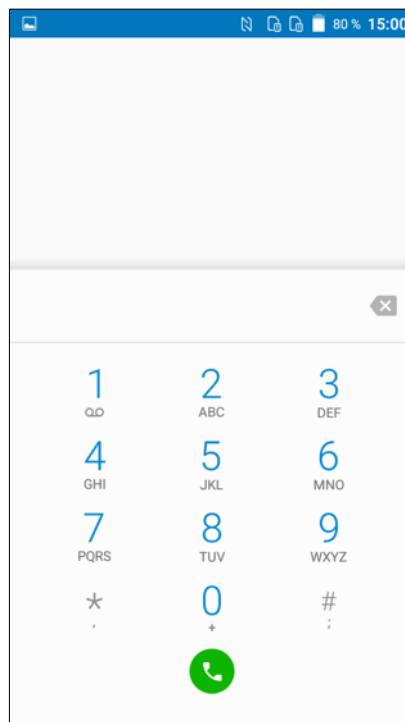 80 % 15:00
1 2 3
ABC DEF
4 5 6
GHI JKL MNO
7 8 9
PQRS TUV WXYZ
* 0 #
, + ;